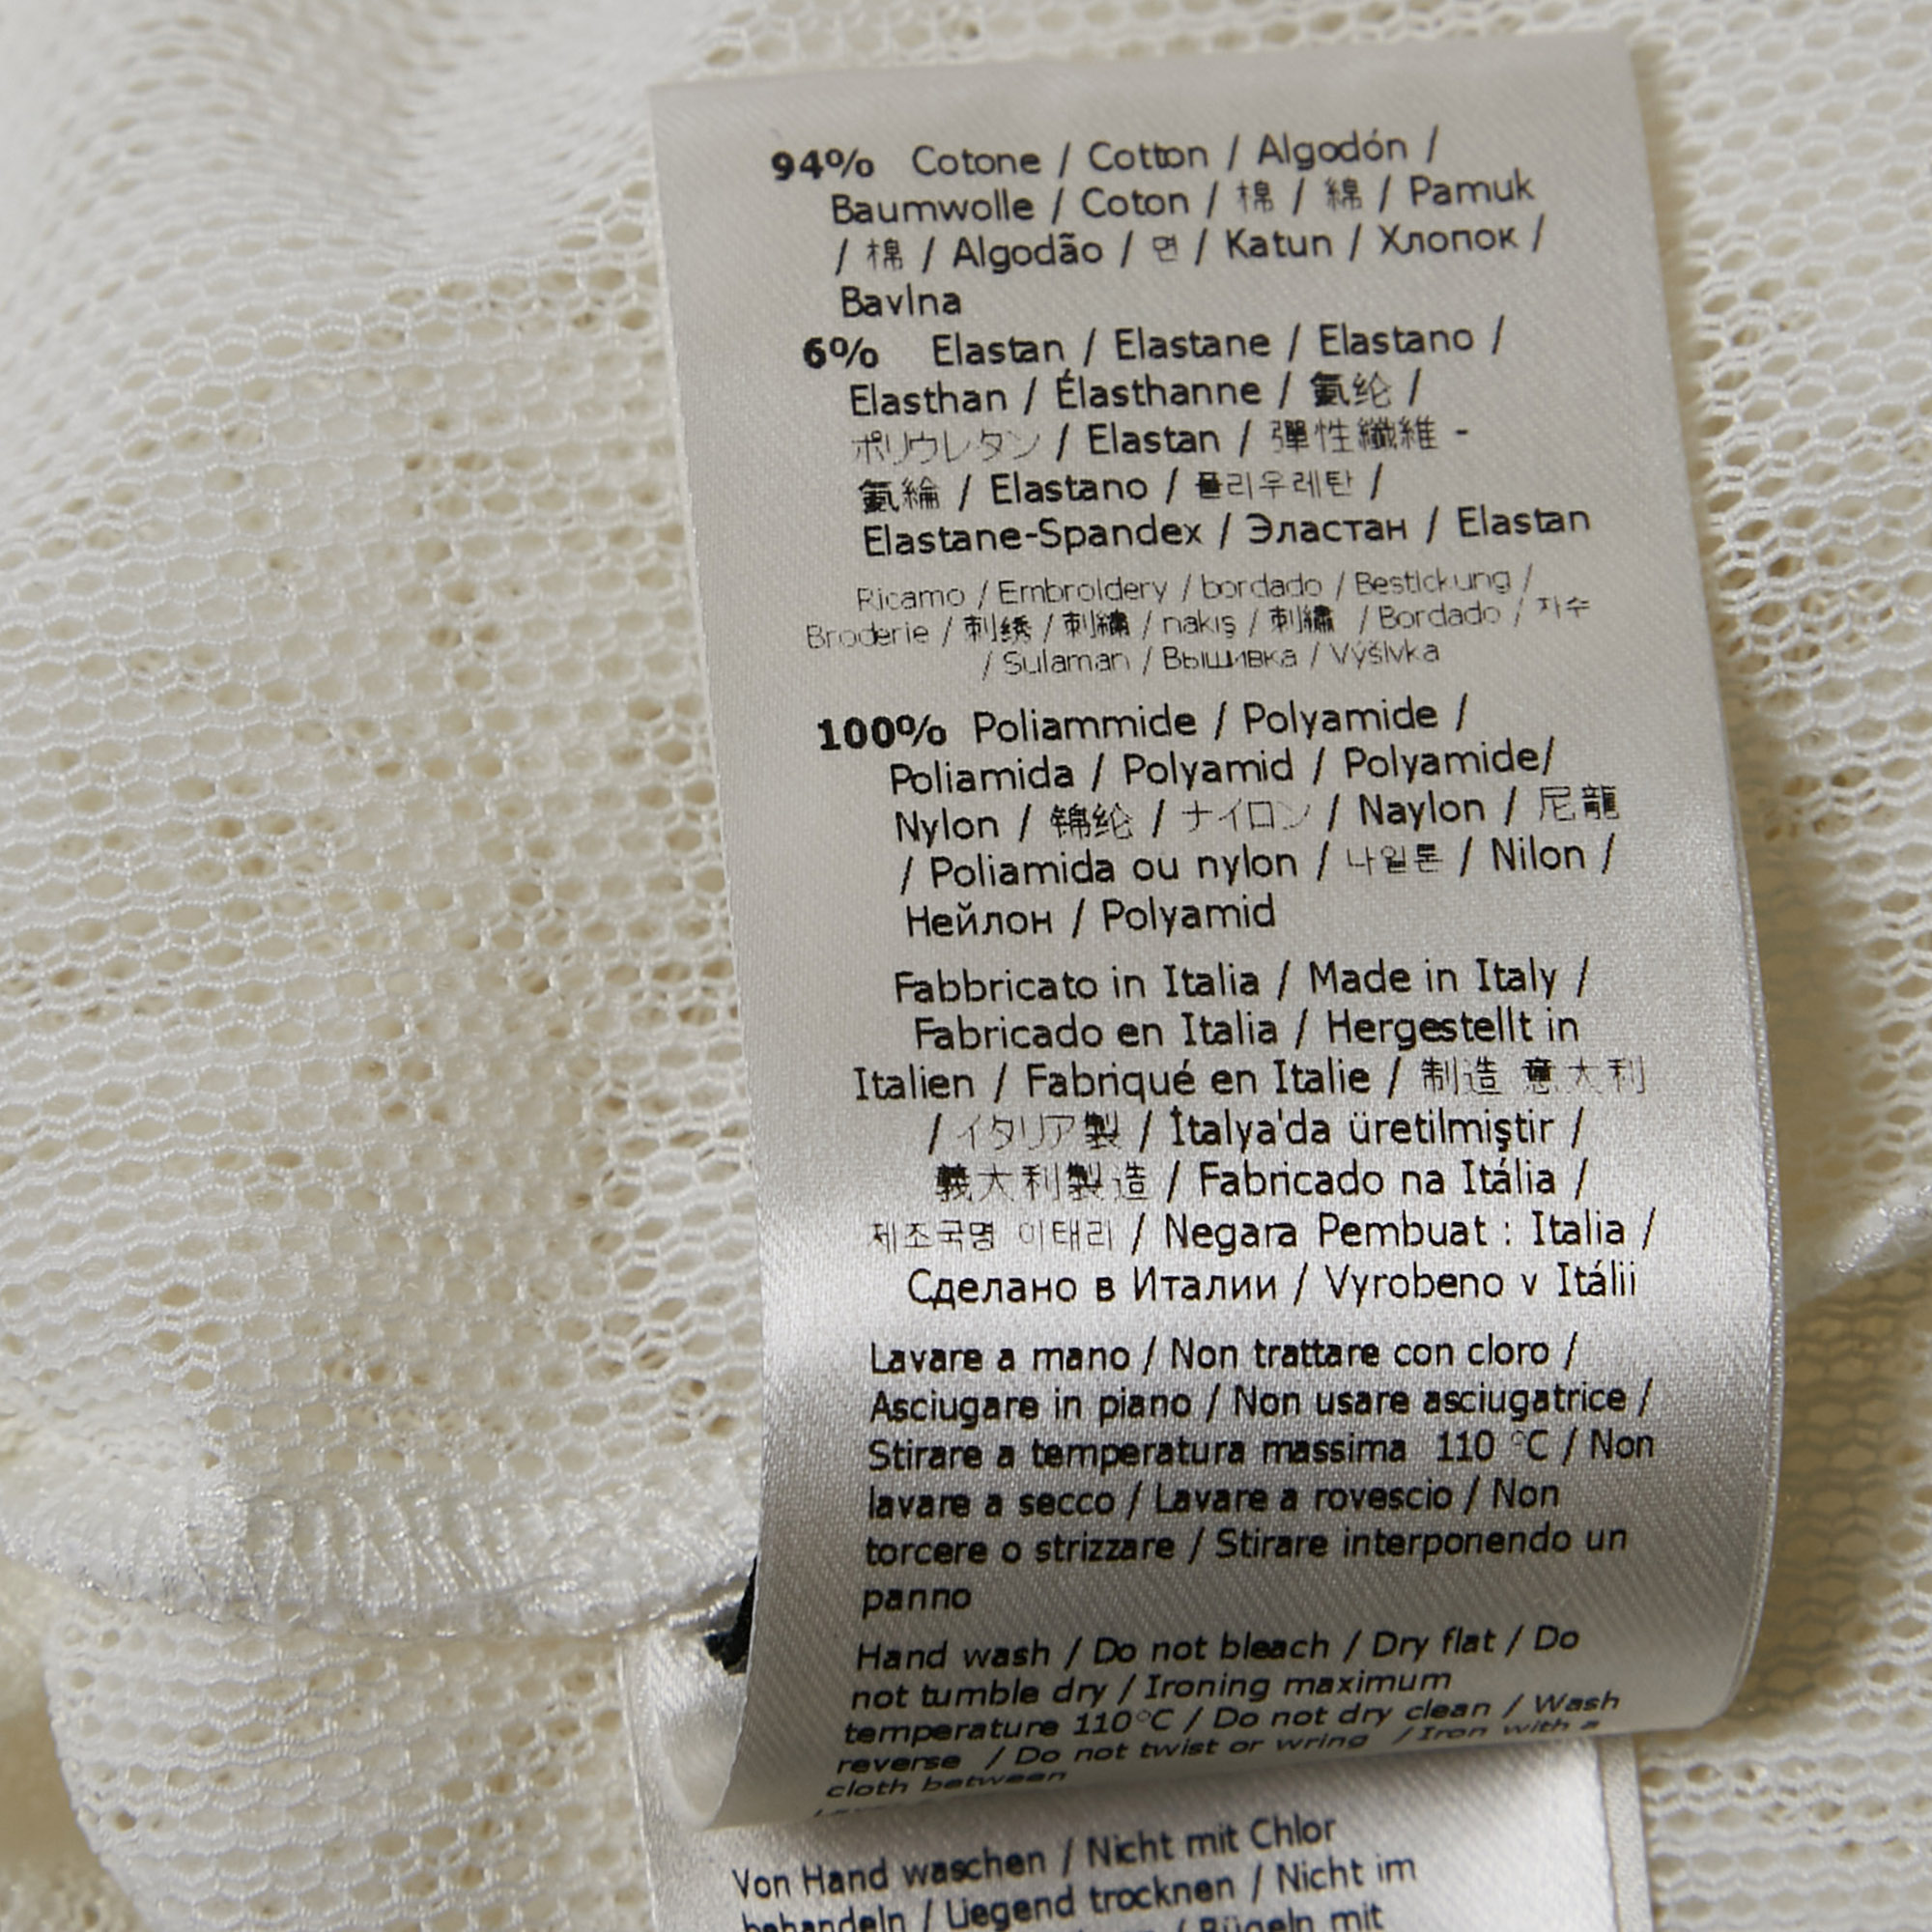 94% Cotone / Cotton / Algodón /
Baumwolle / Coton / 棉 / 綿 / Pamuk
/ 棉 / Algodão / 면 / Katun / Хлопок /
Bavlna
6% Elastan / Elastane / Elastano /
Elasthan / Élasthanne / 氨纶 /
ポリウレタン / Elastan / 彈性纖維 -
氨綸 / Elastano / 폴리우레탄 /
Elastane-Spandex / Эластан / Elastan
Ricamo / Embroidery / bordado / Bestickung /
Broderie / 刺绣 / 刺繍 / nakış / 刺繡 / Bordado / 자수
/ Sulaman / Вышивка / Výšivka
100% Poliammide / Polyamide /
Poliamida / Polyamid / Polyamide/
Nylon / 锦纶 / ナイロン / Naylon / 尼龍
/ Poliamida ou nylon / 나일론 / Nilon /
Нейлон / Polyamid
Fabbricato in Italia / Made in Italy /
Fabricado en Italia / Hergestellt in
Italien / Fabriqué en Italie / 制造 意大利
/ イタリア製 / İtalya'da üretilmiştir /
義大利製造 / Fabricado na Itália /
제조국명 이태리 / Negara Pembuat : Italia /
Сделано в Италии / Vyrobeno v Itálii
Lavare a mano / Non trattare con cloro /
Asciugare in piano / Non usare asciugatrice /
Stirare a temperatura massima 110 °C / Non
lavare a secco / Lavare a rovescio / Non
torcere o strizzare / Stirare interponendo un
panno
Hand wash / Do not bleach / Dry flat / Do
not tumble dry / Ironing maximum
temperature 110°C / Do not dry clean / Wash
reverse / Do not twist or wring / Iron with a
cloth between
Von Hand waschen / Nicht mit Chlor
behandeln / Liegend trocknen / Nicht im
/ Bügeln mit